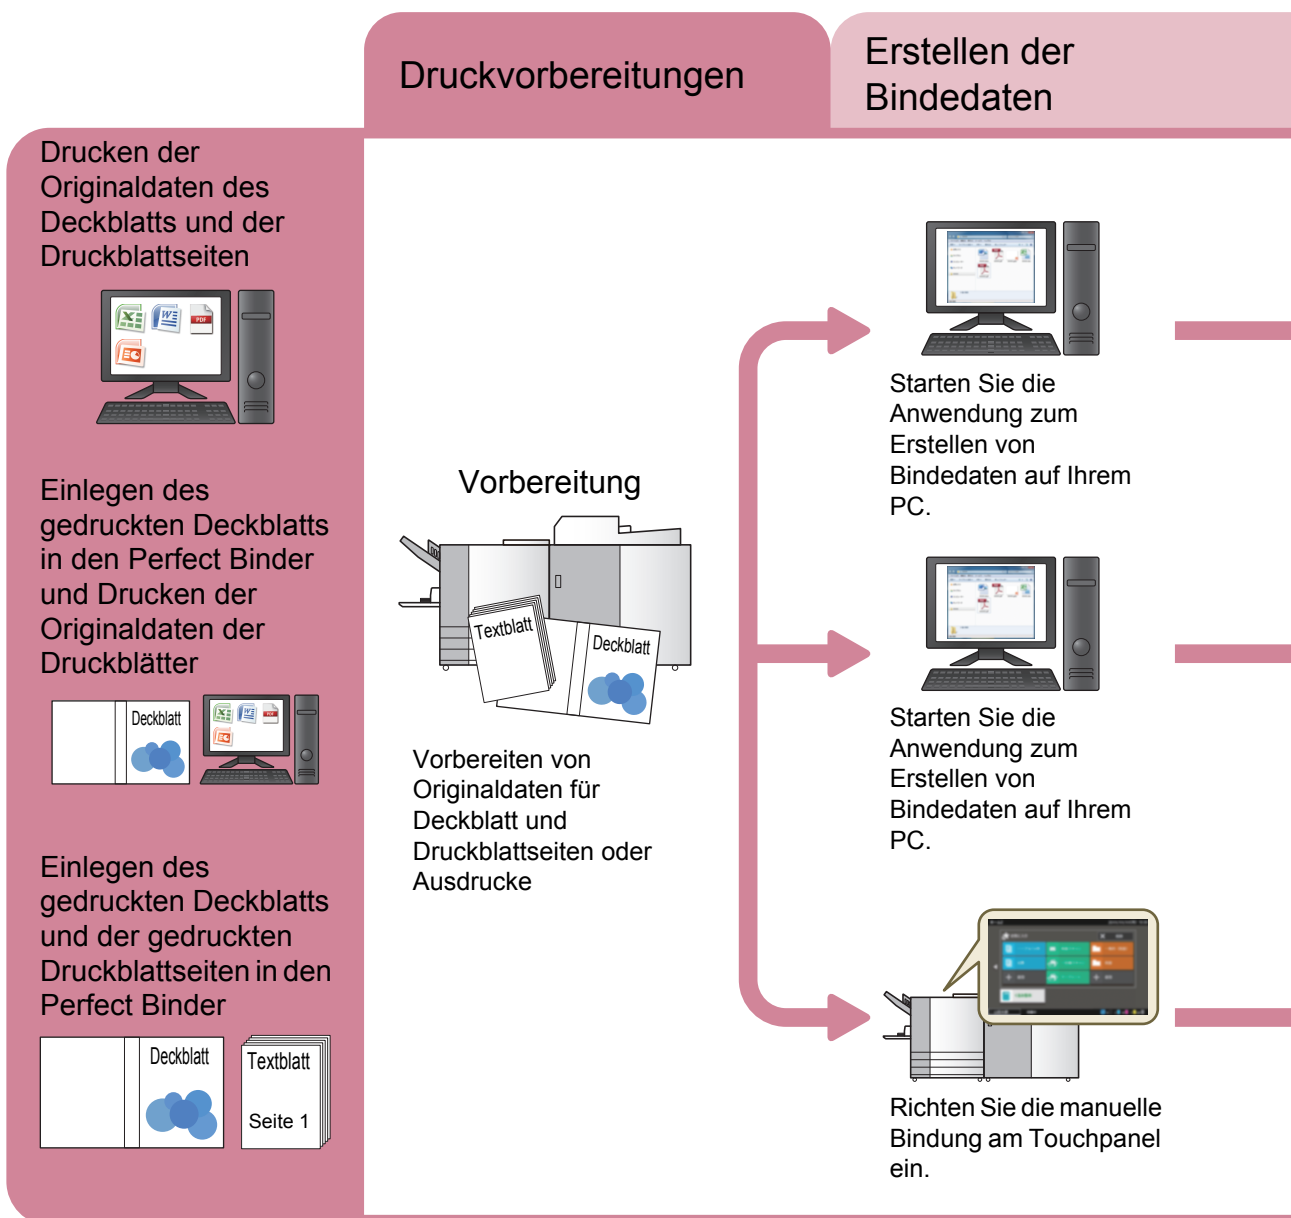 Druckvorbereitungen
Erstellen der
Bindedaten
Drucken der
Originaldaten des
Deckblatts und der
Druckblattseiten
PDF
Einlegen des
gedruckten Deckblatts
in den Perfect Binder
und Drucken der
Originaldaten der
Druckblätter
Deckblatt
Einlegen des
gedruckten Deckblatts
und der gedruckten
Druckblattseiten in den
Perfect Binder
Deckblatt
Textblatt
Seite 1
Vorbereitung
Textblatt
Deckblatt
Vorbereiten von
Originaldaten für
Deckblatt und
Druckblattseiten oder
Ausdrucke
Starten Sie die
Anwendung zum
Erstellen von
Bindedaten auf Ihrem
PC.
Starten Sie die
Anwendung zum
Erstellen von
Bindedaten auf Ihrem
PC.
Richten Sie die manuelle
Bindung am Touchpanel
ein.